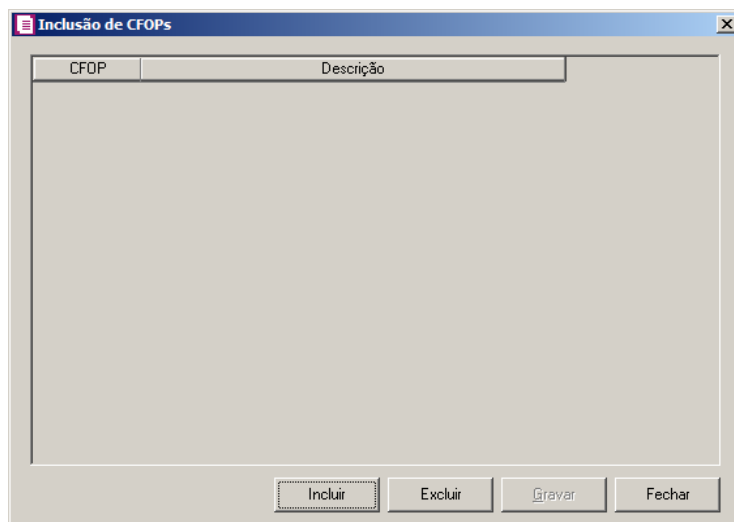 Inclusão de CFOPs
CFOP Descrição
Incluir Excluir Gravar Fechar